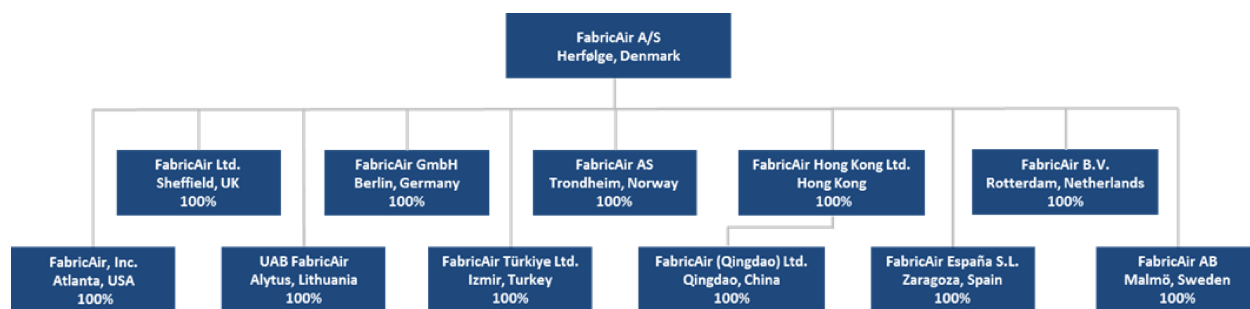 FabricAir A/S
Herfølge, Denmark
FabricAir Ltd.
Sheffield, UK
100%
FabricAir GmbH
Berlin, Germany
100%
FabricAir AS
Trondheim, Norway
100%
FabricAir Hong Kong Ltd.
Hong Kong
100%
FabricAir B.V.
Rotterdam, Netherlands
100%
FabricAir, Inc.
Atlanta, USA
100%
UAB FabricAir
Alytus, Lithuania
100%
FabricAir Türkiye Ltd.
Izmir, Turkey
100%
FabricAir (Qingdao) Ltd.
Qingdao, China
100%
FabricAir España S.L.
Zaragoza, Spain
100%
FabricAir AB
Malmö, Sweden
100%